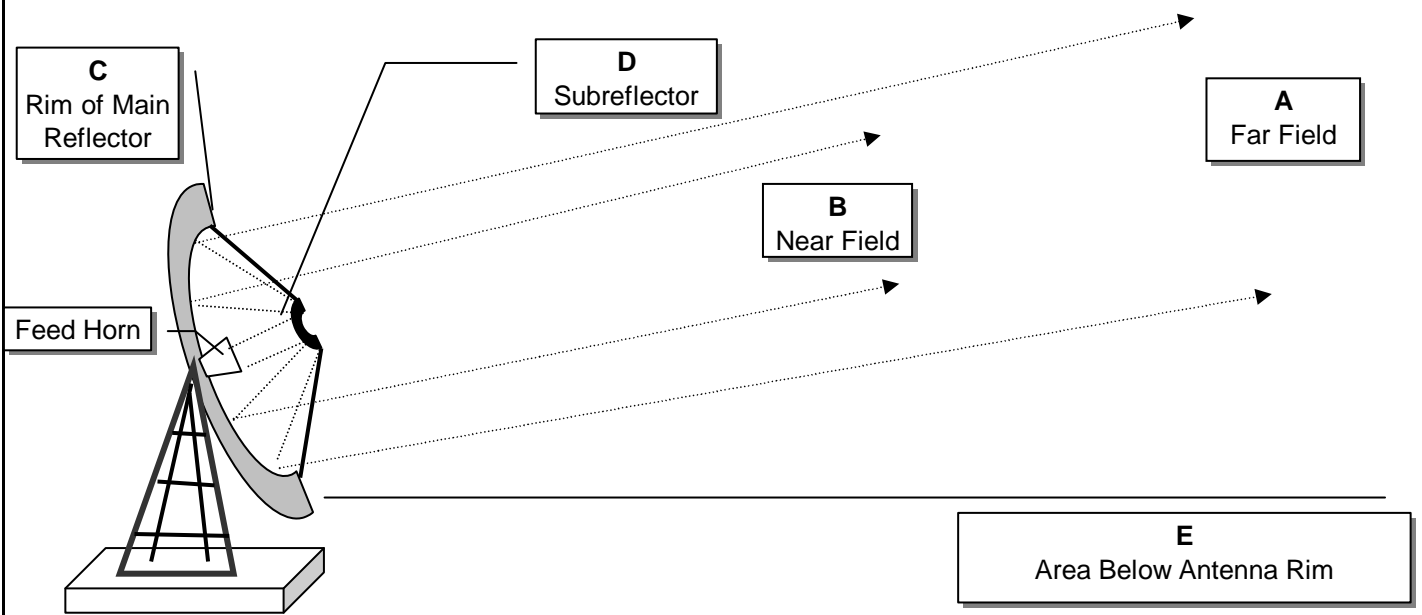 C
Rim of Main
Reflector
D
Subreflector
A
Far Field
B
Near Field
Feed Horn
E
Area Below Antenna Rim